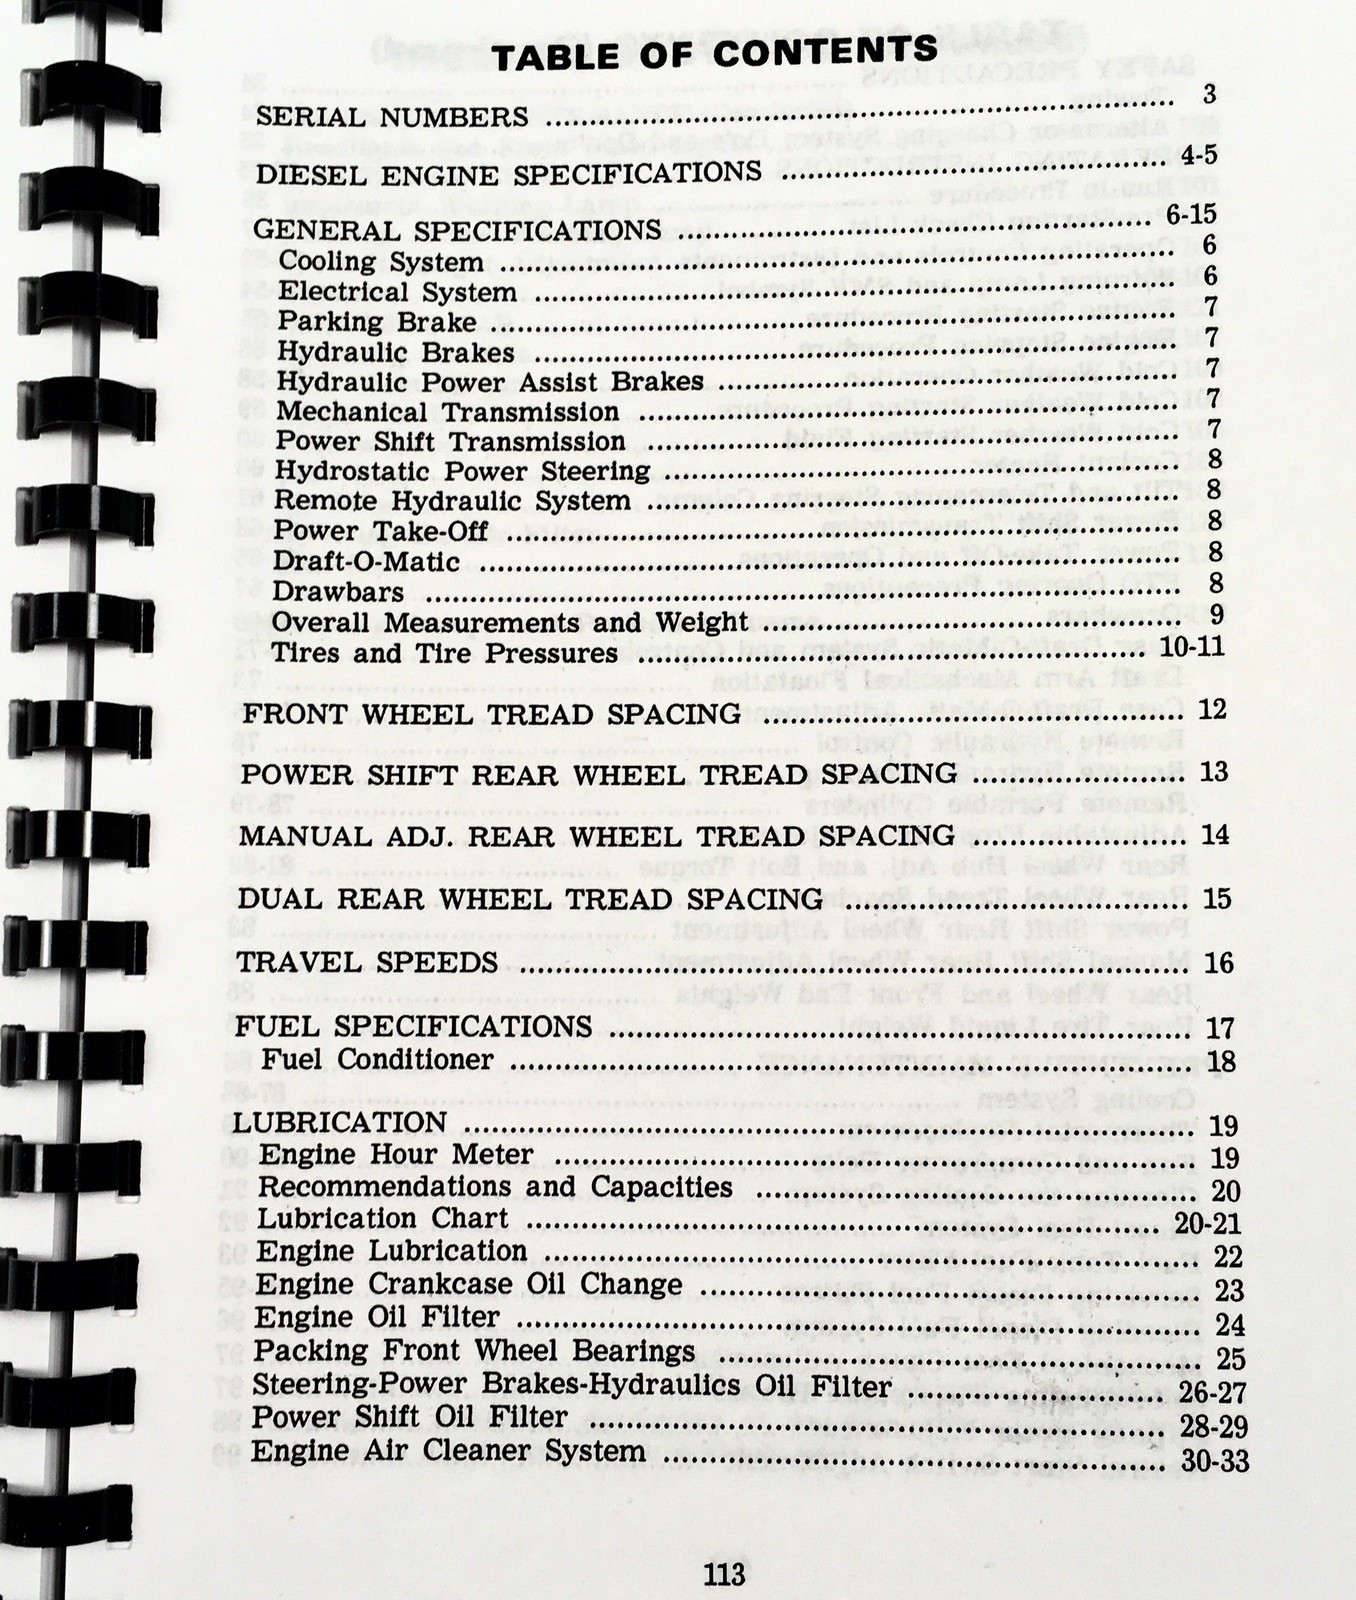 TABLE OF CONTENTS
SERIAL NUMBERS ........................ 3
DIESEL ENGINE SPECIFICATIONS ........................ 4-5
GENERAL SPECIFICATIONS ........................ 6-15
Cooling System ........................ 6
Electrical System ........................ 6
Parking Brake ........................ 7
Hydraulic Brakes ........................ 7
Hydraulic Power Assist Brakes ........................ 7
Mechanical Transmission ........................ 7
Power Shift Transmission ........................ 7
Hydrostatic Power Steering ........................ 8
Remote Hydraulic System ........................ 8
Power Take-Off ........................ 8
Draft-O-Matic ........................ 8
Drawbars ........................ 8
Overall Measurements and Weight ........................ 9
Tires and Tire Pressures ........................ 10-11
FRONT WHEEL TREAD SPACING ........................ 12
POWER SHIFT REAR WHEEL TREAD SPACING ........................ 13
MANUAL ADJ. REAR WHEEL TREAD SPACING ........................ 14
DUAL REAR WHEEL TREAD SPACING ........................ 15
TRAVEL SPEEDS ........................ 16
FUEL SPECIFICATIONS ........................ 17
Fuel Conditioner ........................ 18
LUBRICATION ........................ 19
Engine Hour Meter ........................ 19
Recommendations and Capacities ........................ 20
Lubrication Chart ........................ 20-21
Engine Lubrication ........................ 22
Engine Crankcase Oil Change ........................ 23
Engine Oil Filter ........................ 24
Packing Front Wheel Bearings ........................ 25
Steering-Power Brakes-Hydraulics Oil Filter ........................ 26-27
Power Shift Oil Filter ........................ 28-29
Engine Air Cleaner System ........................ 30-33
113